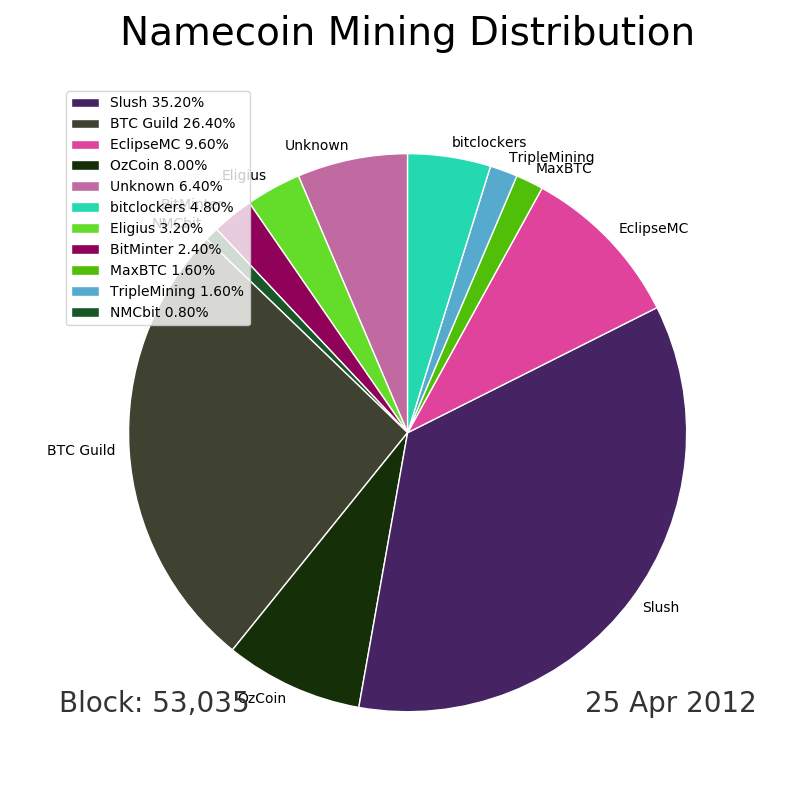 Namecoin Mining Distribution
Slush 35.20%
BTC Guild 26.40%
EclipseMC 9.60%
OzCoin 8.00%
Unknown 6.40%
bitclockers 4.80%
Eligius 3.20%
BitMinter 2.40%
MaxBTC 1.60%
TripleMining 1.60%
NMCbit 0.80%
bitclockers
Unknown
TripleMining
MaxBTC
Eligius
BitMinter
NMCbit
EclipseMC
BTC Guild
Slush
OzCoin
Block: 53,035
25 Apr 2012